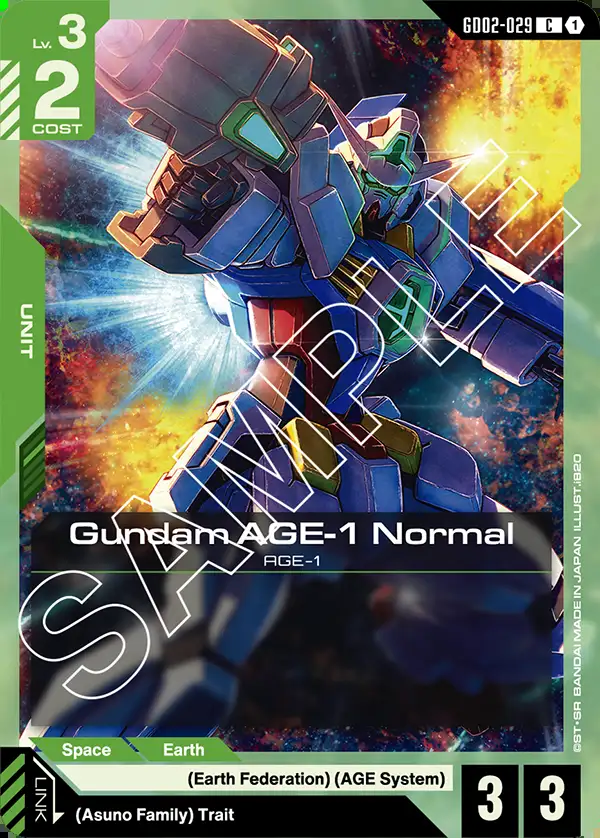 GD02-029 C 1
Lv. 3
2
COST
UNIT
SAMPLE
Gundam AGE-1 Normal
AGE-1
©ST・SR BANDAI MADE IN JAPAN ILLUST.:820
Space Earth
(Earth Federation) (AGE System)
LINK
(Asuno Family) Trait
3 3